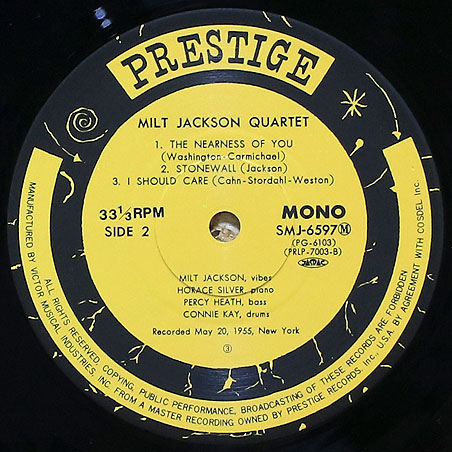 PRESTIGE
MILT JACKSON QUARTET
1. THE NEARNESS OF YOU
(Washington-Carmichael)
2. STONEWALL (Jackson)
3. I SHOULD CARE (Cahn-Stordahl-Weston)
33⅓RPM
SIDE 2
MONO
SMJ-6597Ⓜ
(PG-6103)
(PRLP-7003-B)
JASRAC
MILT JACKSON, vibes
HORACE SILVER, piano
PERCY HEATH, bass
CONNIE KAY, drums
Recorded May 20, 1955, New York
③
MANUFACTURED BY VICTOR MUSICAL INDUSTRIES, INC. FROM A MASTER RECORDING OWNED BY PRESTIGE RECORDS, Inc., U.S.A. BY AGREEMENT WITH COSDEL Inc.
ALL RIGHTS RESERVED. COPYING, PUBLIC PERFORMANCE, BROADCASTING OF THESE RECORDS ARE FORBIDDEN